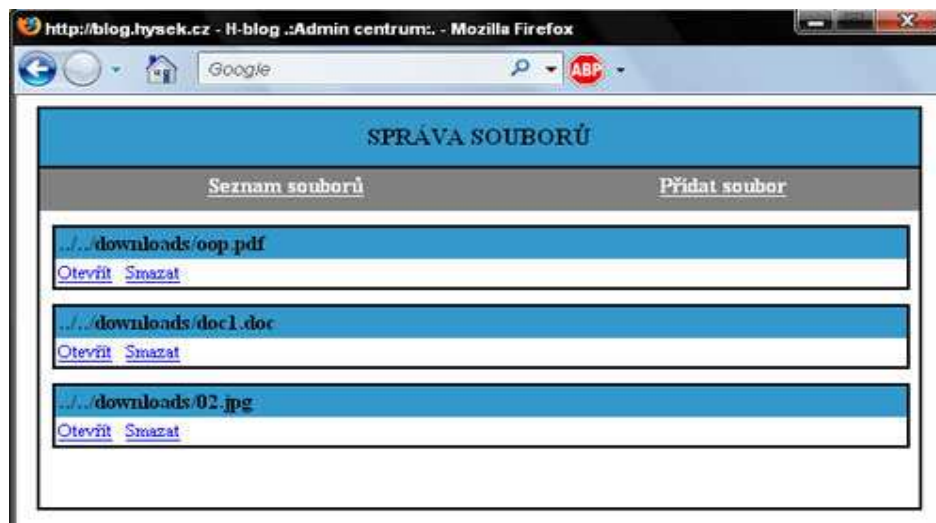 http://blog.hysek.cz - H-blog .:Admin centrum:. - Mozilla Firefox
Google ABP
SPRÁVA SOUBORŮ
Seznam souborů Přidat soubor
../../downloads/oop.pdf
Otevřít Smazat
../../downloads/doc1.doc
Otevřít Smazat
../../downloads/02.jpg
Otevřít Smazat